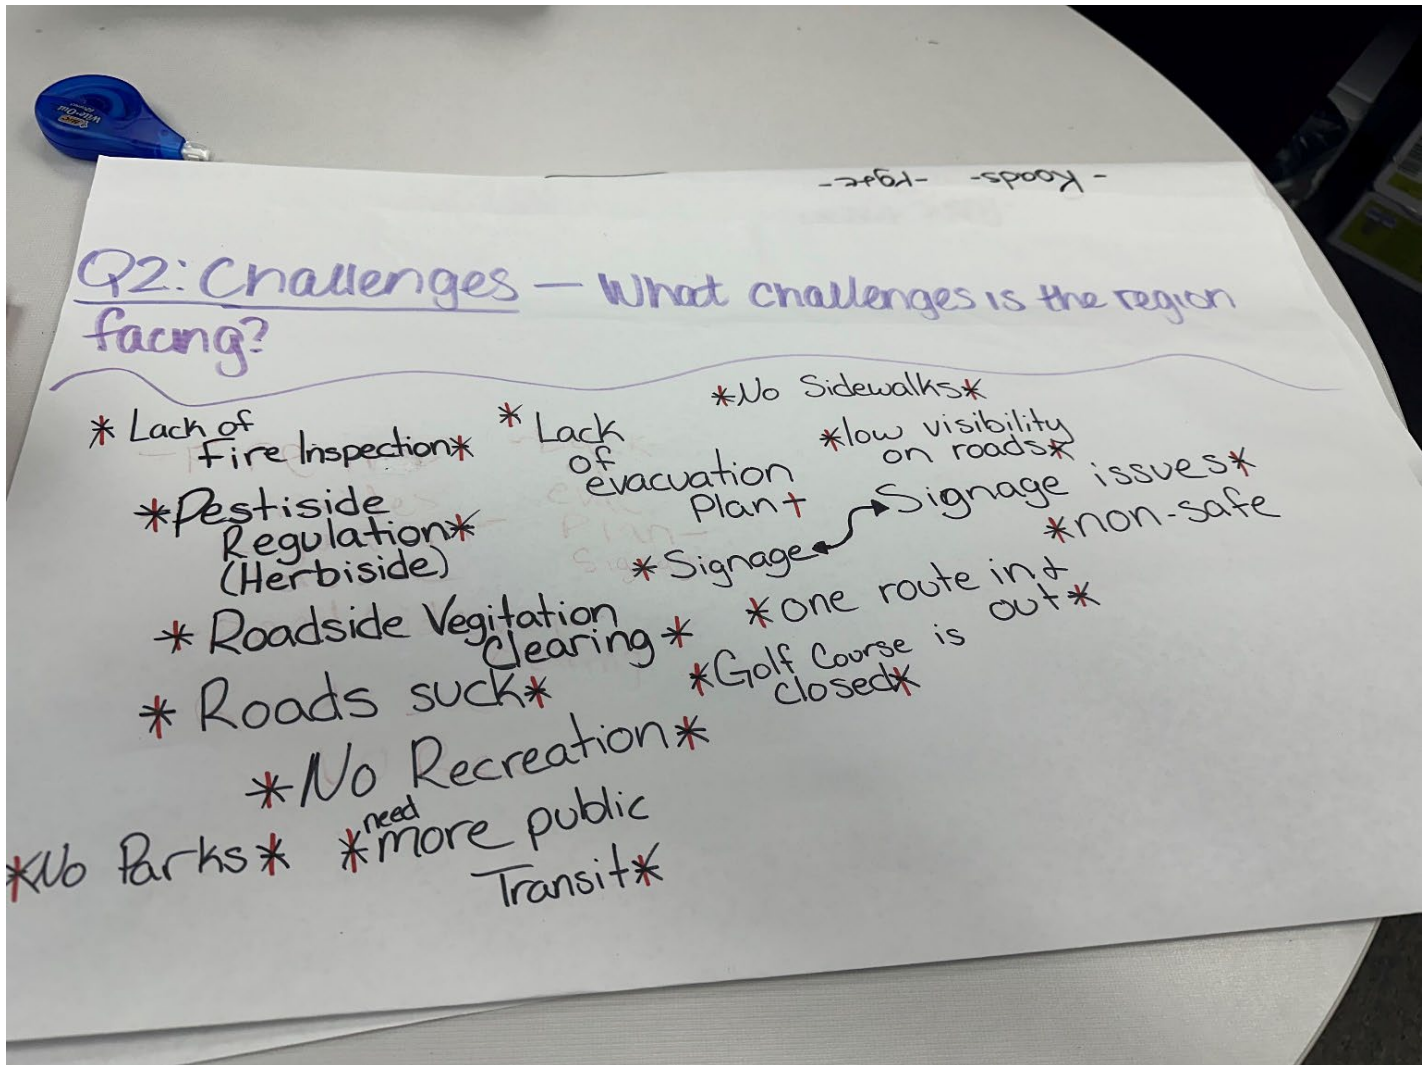 - Roads-
Q2: Challenges — What challenges is the region
facing?
*No Sidewalks*
* Lack of
Fire Inspection*
* Lack
of
evacuation
Plan+
*low visibility
on roads*
*Pestiside
Regulation*
(Herbiside)
*Signage
Signage issues*
*non-safe
* Roadside Vegitation
Clearing *
*one route in &
out*
* Roads suck*
*Golf Course is
closed*
*No Recreation*
*No Parks*
*need more public
Transit*
Wite-Out